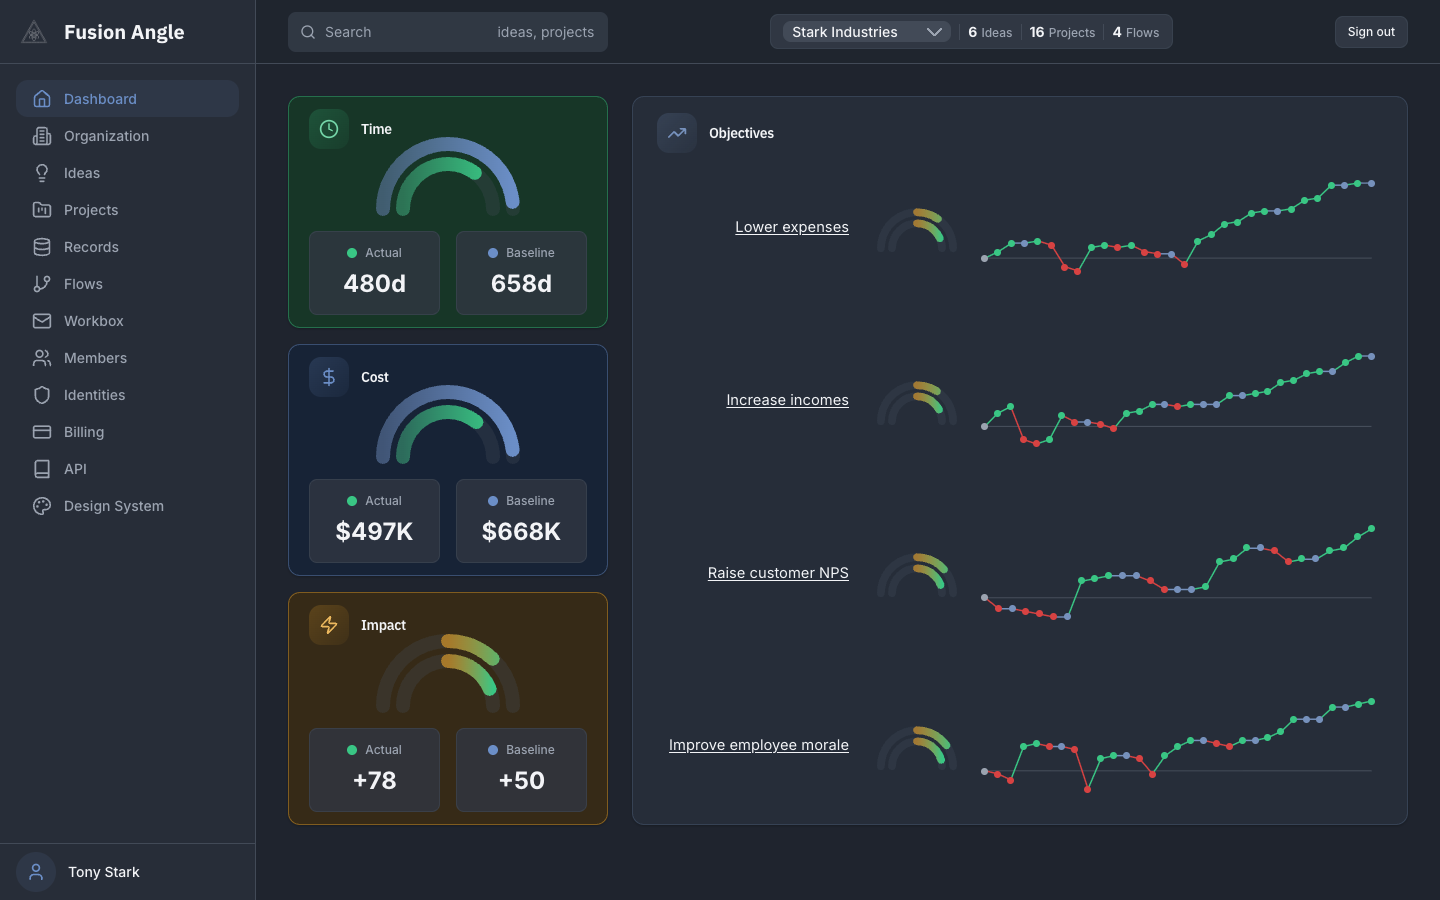 Fusion Angle
Search
ideas, projects
Stark Industries
6 Ideas
16 Projects
4 Flows
Sign out
Dashboard
Organization
Ideas
Projects
Records
Flows
Workbox
Members
Identities
Billing
API
Design System
Tony Stark
Time
Actual
480d
Baseline
658d
Cost
Actual
$497K
Baseline
$668K
Impact
Actual
+78
Baseline
+50
Objectives
Lower expenses
Increase incomes
Raise customer NPS
Improve employee morale